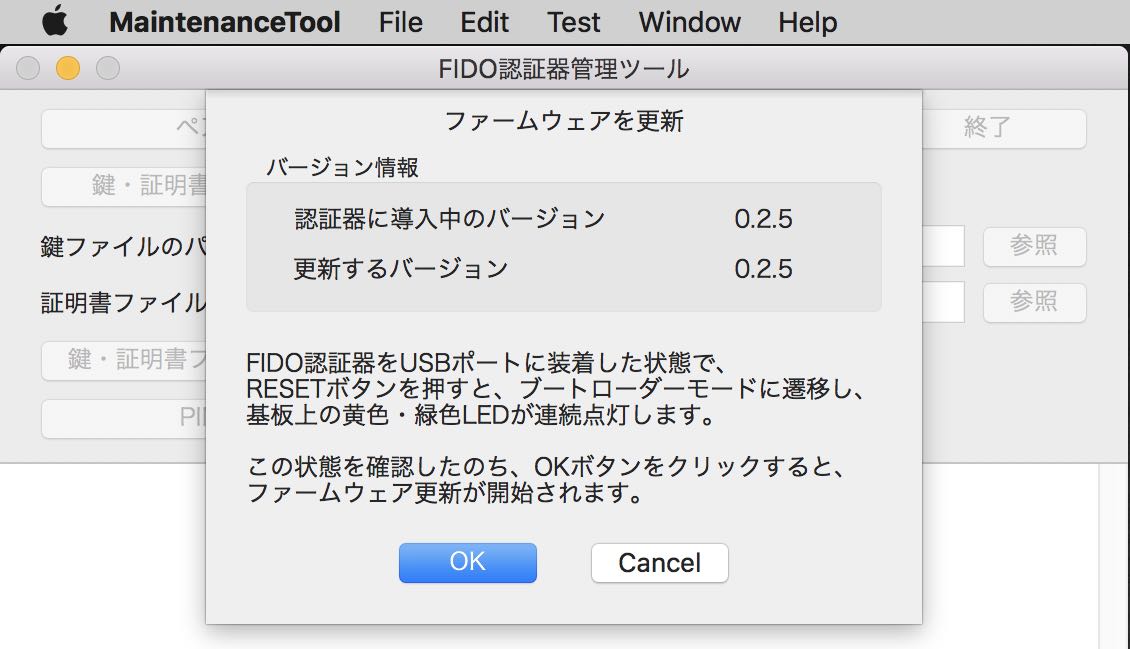 MaintenanceTool File Edit Test Window Help
FIDO認証器管理ツール
ファームウェアを更新
終了
バージョン情報
鍵・証明書
認証器に導入中のバージョン 0.2.5
鍵ファイルのパ
参照
更新するバージョン 0.2.5
証明書ファイル
参照
鍵・証明書フ
FIDO認証器をUSBポートに装着した状態で、
RESETボタンを押すと、ブートローダーモードに遷移し、
基板上の黄色・緑色LEDが連続点灯します。
この状態を確認したのち、OKボタンをクリックすると、
ファームウェア更新が開始されます。
OK Cancel